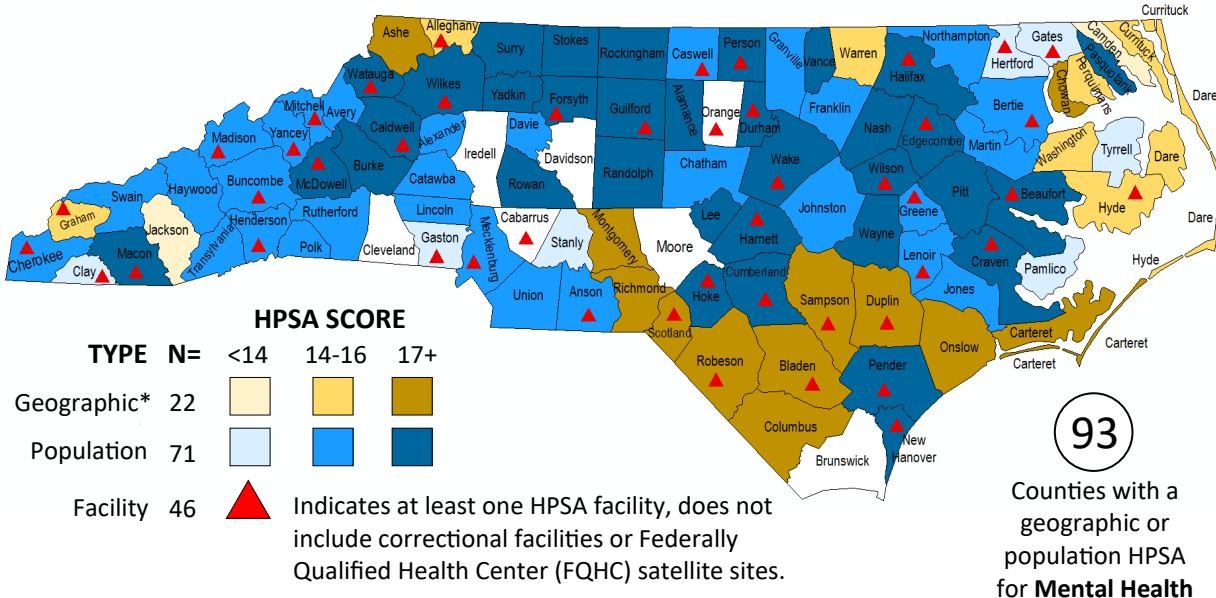 Currituck
Ashe
Alleghany
Surry
Stokes
Rockingham
Caswell
Person
Granville
Vance
Warren
Northampton
Gates
Hertford
Camden
Currituck
Pasquotank
Perquimans
Chowan
Halifax
Bertie
Dare
Watauga
Wilkes
Yadkin
Forsyth
Guilford
Alamance
Orange
Durham
Franklin
Nash
Edgecombe
Martin
Washington
Tyrrell
Dare
Mitchell
Avery
Yancey
Madison
Caldwell
Alexander
Davie
Iredell
Davidson
Randolph
Chatham
Wake
Wilson
Pitt
Beaufort
Hyde
Dare
Burke
McDowell
Catawba
Rowan
Buncombe
Haywood
Swain
Graham
Jackson
Cherokee
Macon
Clay
Transylvania
Henderson
Polk
Rutherford
Cleveland
Lincoln
Gaston
Mecklenburg
Cabarrus
Stanly
Montgomery
Moore
Lee
Harnett
Johnston
Wayne
Greene
Lenoir
Craven
Jones
Pamlico
Hyde
Union
Anson
Richmond
Scotland
Hoke
Cumberland
Sampson
Duplin
Onslow
Carteret
Carteret
Carteret
Robeson
Bladen
Pender
Columbus
Brunswick
New
Hanover
HPSA SCORE
TYPE N= <14 14-16 17+
Geographic* 22
Population 71
Facility 46
Indicates at least one HPSA facility, does not
include correctional facilities or Federally
Qualified Health Center (FQHC) satellite sites.
93
Counties with a
geographic or
population HPSA
for Mental Health